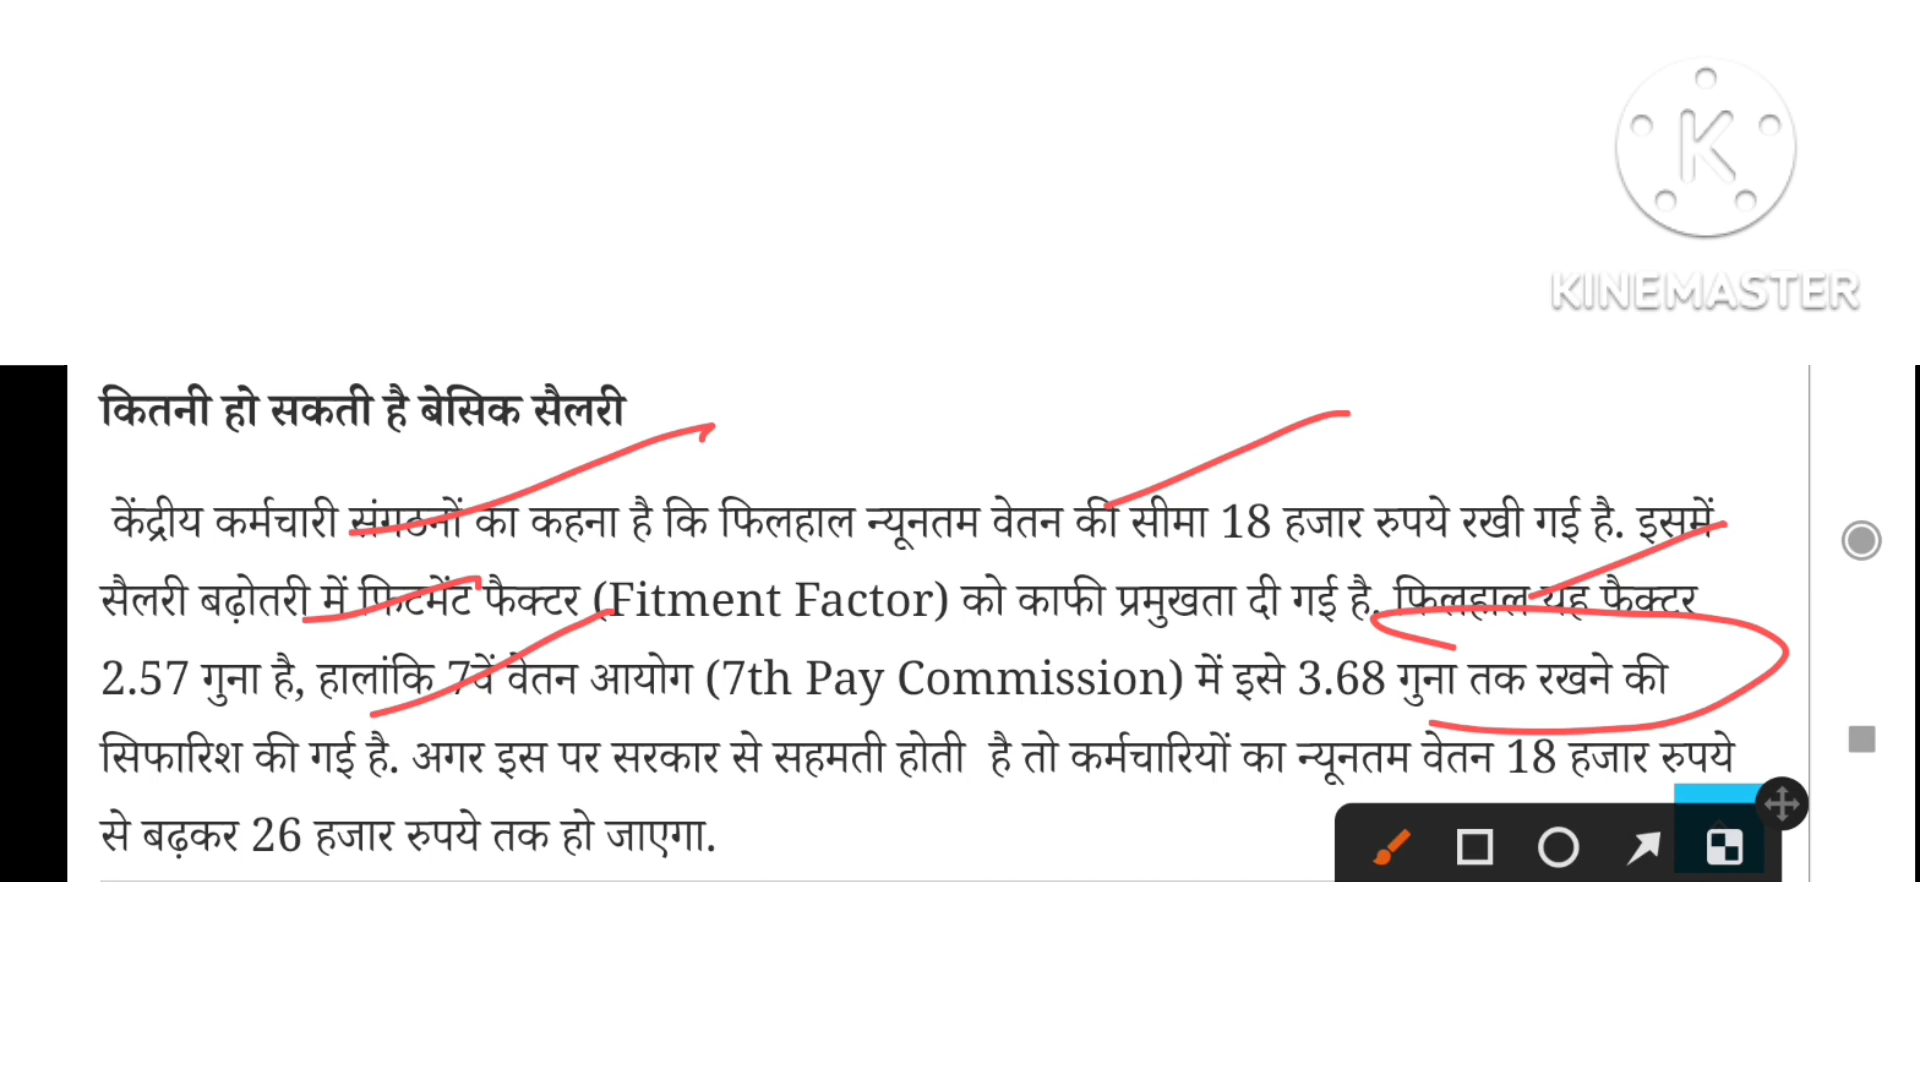 KINEMASTER
कितनी हो सकती है बेसिक सैलरी
केंद्रीय कर्मचारी संगठनों का कहना है कि फिलहाल न्यूनतम वेतन की सीमा 18 हजार रुपये रखी गई है. इसमें
सैलरी बढ़ोतरी में फिटमेंट फैक्टर (Fitment Factor) को काफी प्रमुखता दी गई है. फिलहाल यह फैक्टर
2.57 गुना है, हालांकि 7वें वेतन आयोग (7th Pay Commission) में इसे 3.68 गुना तक रखने की
सिफारिश की गई है. अगर इस पर सरकार से सहमती होती है तो कर्मचारियों का न्यूनतम वेतन 18 हजार रुपये
से बढ़कर 26 हजार रुपये तक हो जाएगा.